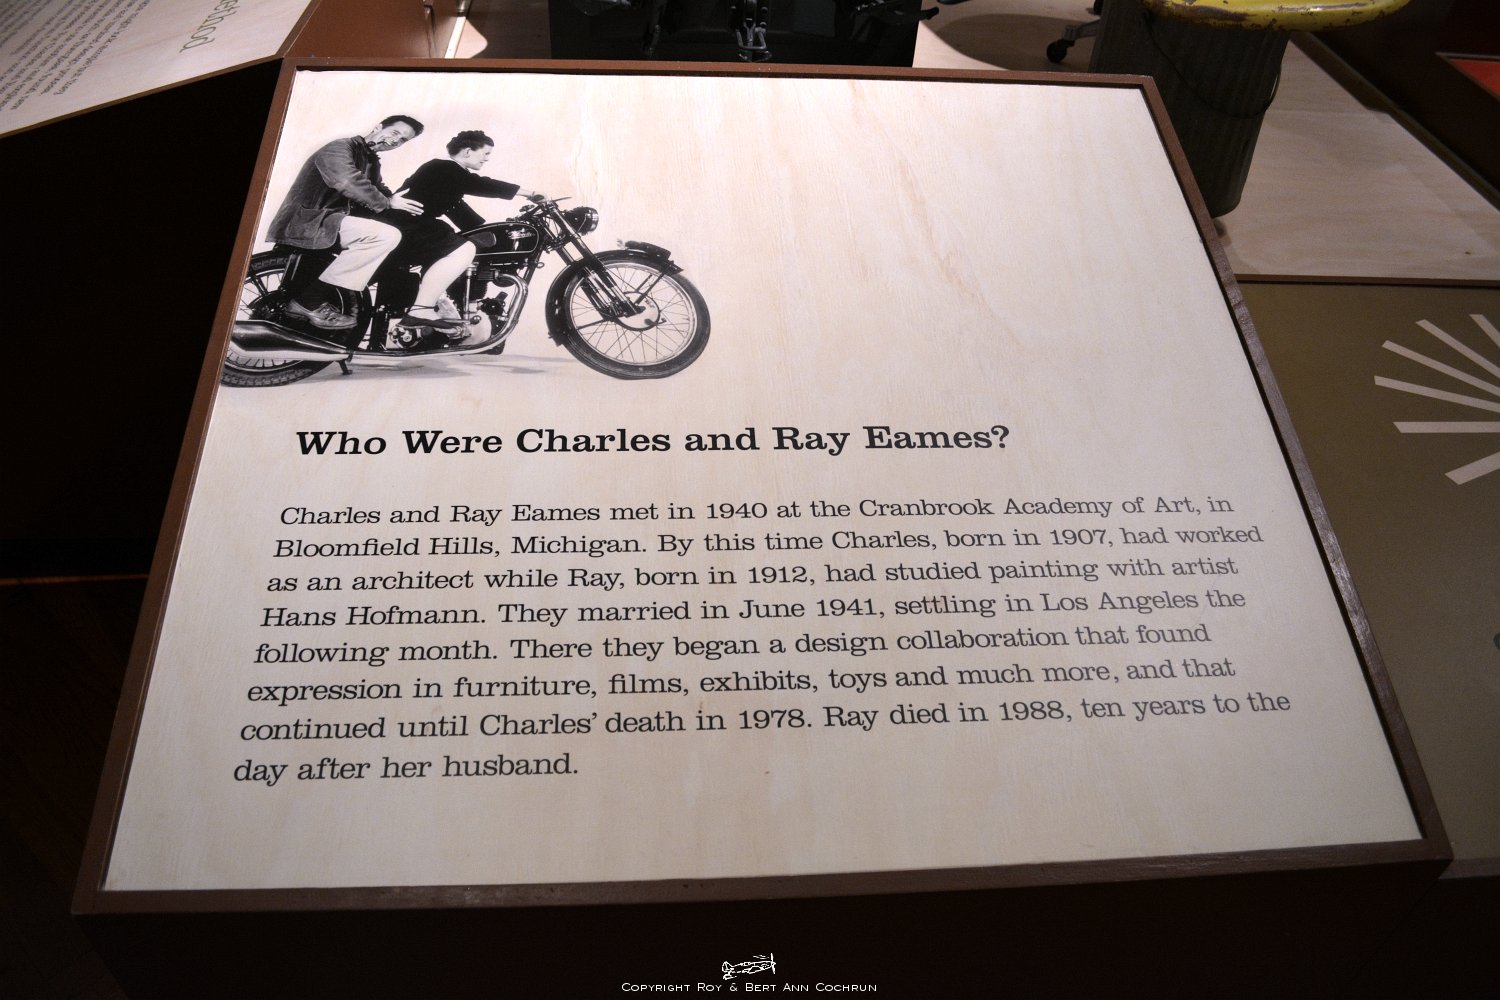 ethod
Who Were Charles and Ray Eames?
Charles and Ray Eames met in 1940 at the Cranbrook Academy of Art, in
Bloomfield Hills, Michigan. By this time Charles, born in 1907, had worked
as an architect while Ray, born in 1912, had studied painting with artist
Hans Hofmann. They married in June 1941, settling in Los Angeles the
following month. There they began a design collaboration that found
expression in furniture, films, exhibits, toys and much more, and that
continued until Charles’ death in 1978. Ray died in 1988, ten years to the
day after her husband.
Copyright Roy & Bert Ann Cochrun